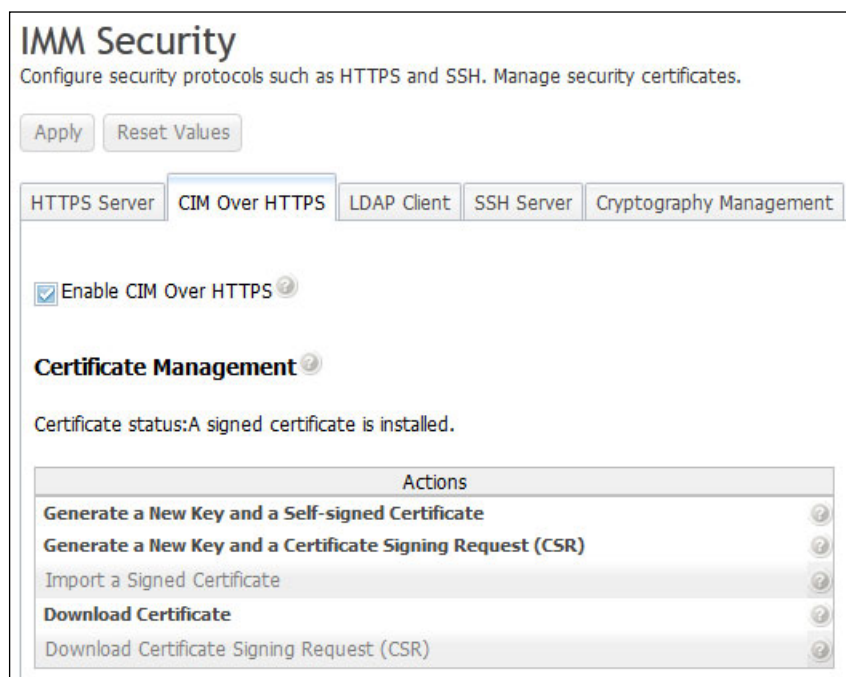 IMM Security
Configure security protocols such as HTTPS and SSH. Manage security certificates.
Apply Reset Values
HTTPS Server CIM Over HTTPS LDAP Client SSH Server Cryptography Management
Enable CIM Over HTTPS ?
Certificate Management ?
Certificate status:A signed certificate is installed.
Actions
Generate a New Key and a Self-signed Certificate ?
Generate a New Key and a Certificate Signing Request (CSR) ?
Import a Signed Certificate ?
Download Certificate ?
Download Certificate Signing Request (CSR) ?